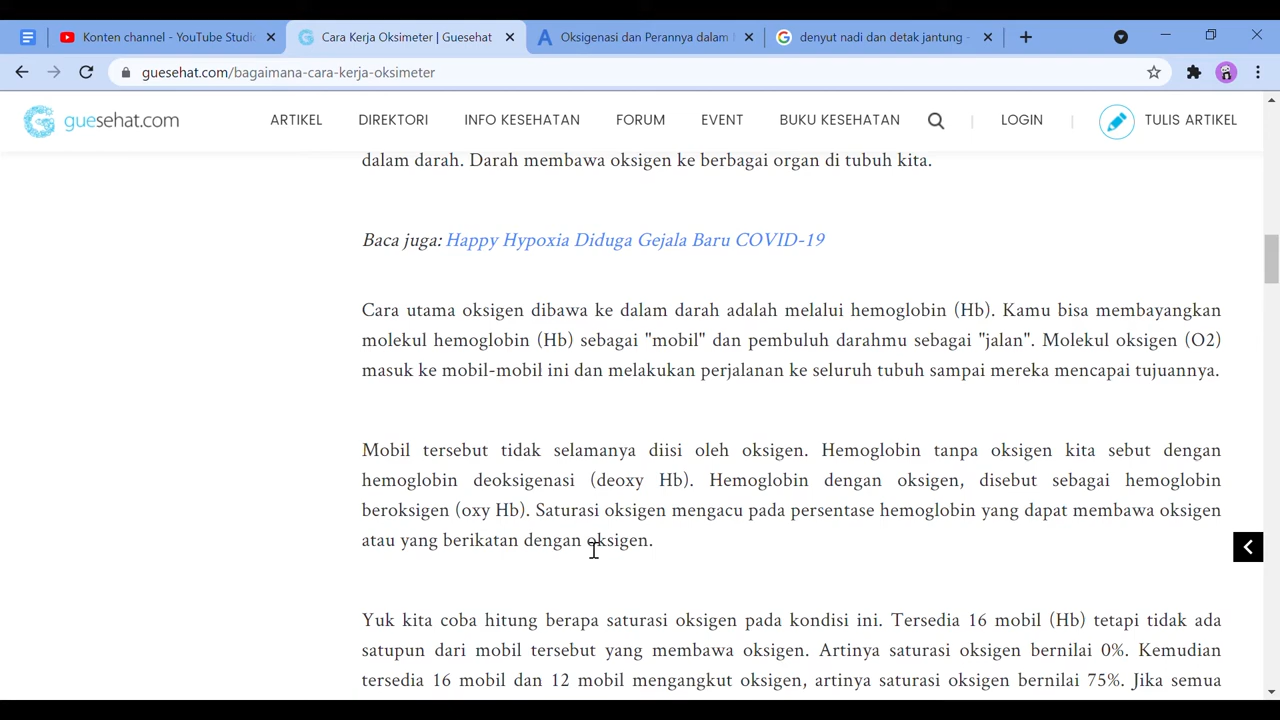 Konten channel - YouTube Studi
Cara Kerja Oksimeter | Guesehat
Oksigenasi dan Perannya dalam
denyut nadi dan detak jantung -
guesehat.com/bagaimana-cara-kerja-oksimeter
guesehat.com
ARTIKEL
DIREKTORI
INFO KESEHATAN
FORUM
EVENT
BUKU KESEHATAN
LOGIN
TULIS ARTIKEL
dalam darah. Darah membawa oksigen ke berbagai organ di tubuh kita.
Baca juga: Happy Hypoxia Diduga Gejala Baru COVID-19
Cara utama oksigen dibawa ke dalam darah adalah melalui hemoglobin (Hb). Kamu bisa membayangkan
molekul hemoglobin (Hb) sebagai "mobil" dan pembuluh darahmu sebagai "jalan". Molekul oksigen (O2)
masuk ke mobil-mobil ini dan melakukan perjalanan ke seluruh tubuh sampai mereka mencapai tujuannya.
Mobil tersebut tidak selamanya diisi oleh oksigen. Hemoglobin tanpa oksigen kita sebut dengan
hemoglobin deoksigenasi (deoxy Hb). Hemoglobin dengan oksigen, disebut sebagai hemoglobin
beroksigen (oxy Hb). Saturasi oksigen mengacu pada persentase hemoglobin yang dapat membawa oksigen
atau yang berikatan dengan oksigen.
Yuk kita coba hitung berapa saturasi oksigen pada kondisi ini. Tersedia 16 mobil (Hb) tetapi tidak ada
satupun dari mobil tersebut yang membawa oksigen. Artinya saturasi oksigen bernilai 0%. Kemudian
tersedia 16 mobil dan 12 mobil mengangkut oksigen, artinya saturasi oksigen bernilai 75%. Jika semua